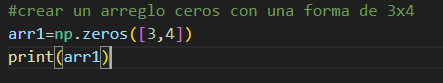 #crear un arreglo ceros con una forma de 3x4
arr1=np.zeros([3,4])
print(arr1)